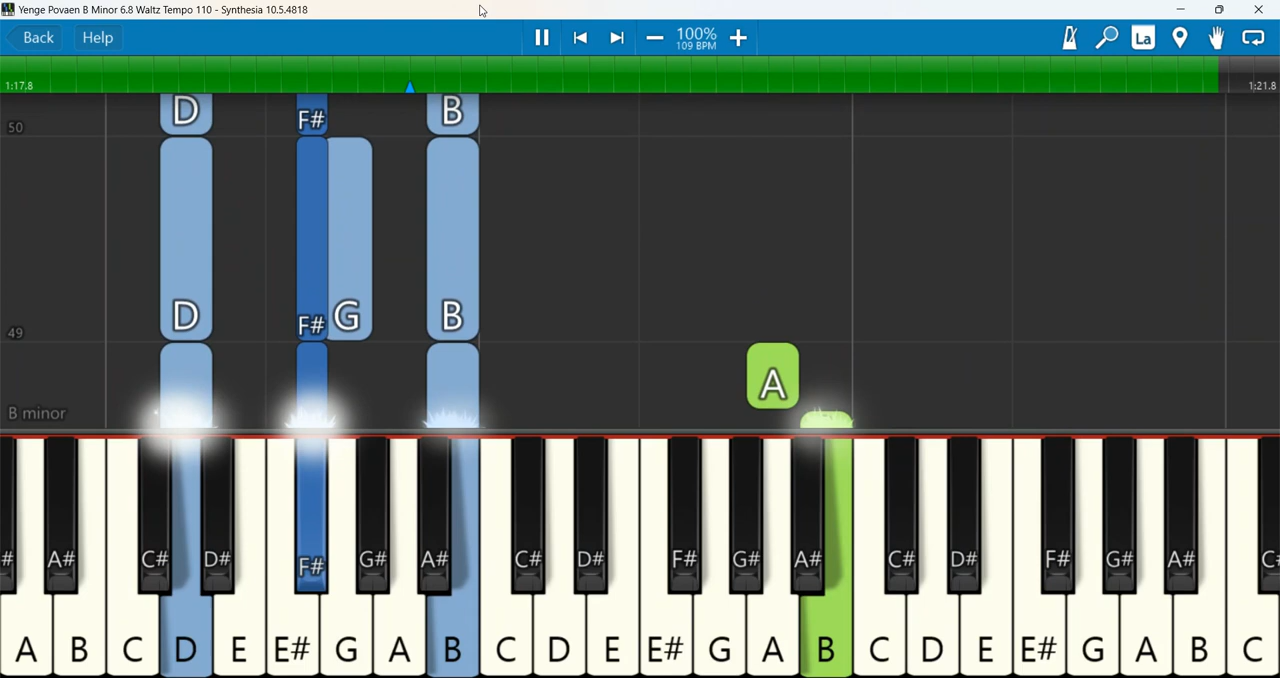 Yenge Povaen B Minor 6.8 Waltz Tempo 110 - Synthesia 10.5.4818
Back Help 100% La
109 BPM
1:17.8 1:21.8
D F# B
50
D F# G B
49
A
B minor
# A# C# D# F# G# A# C# D# F# G# A# C# D# F# G# A# C
A B C D E E# G A B C D E E# G A B C D E E# G A B C